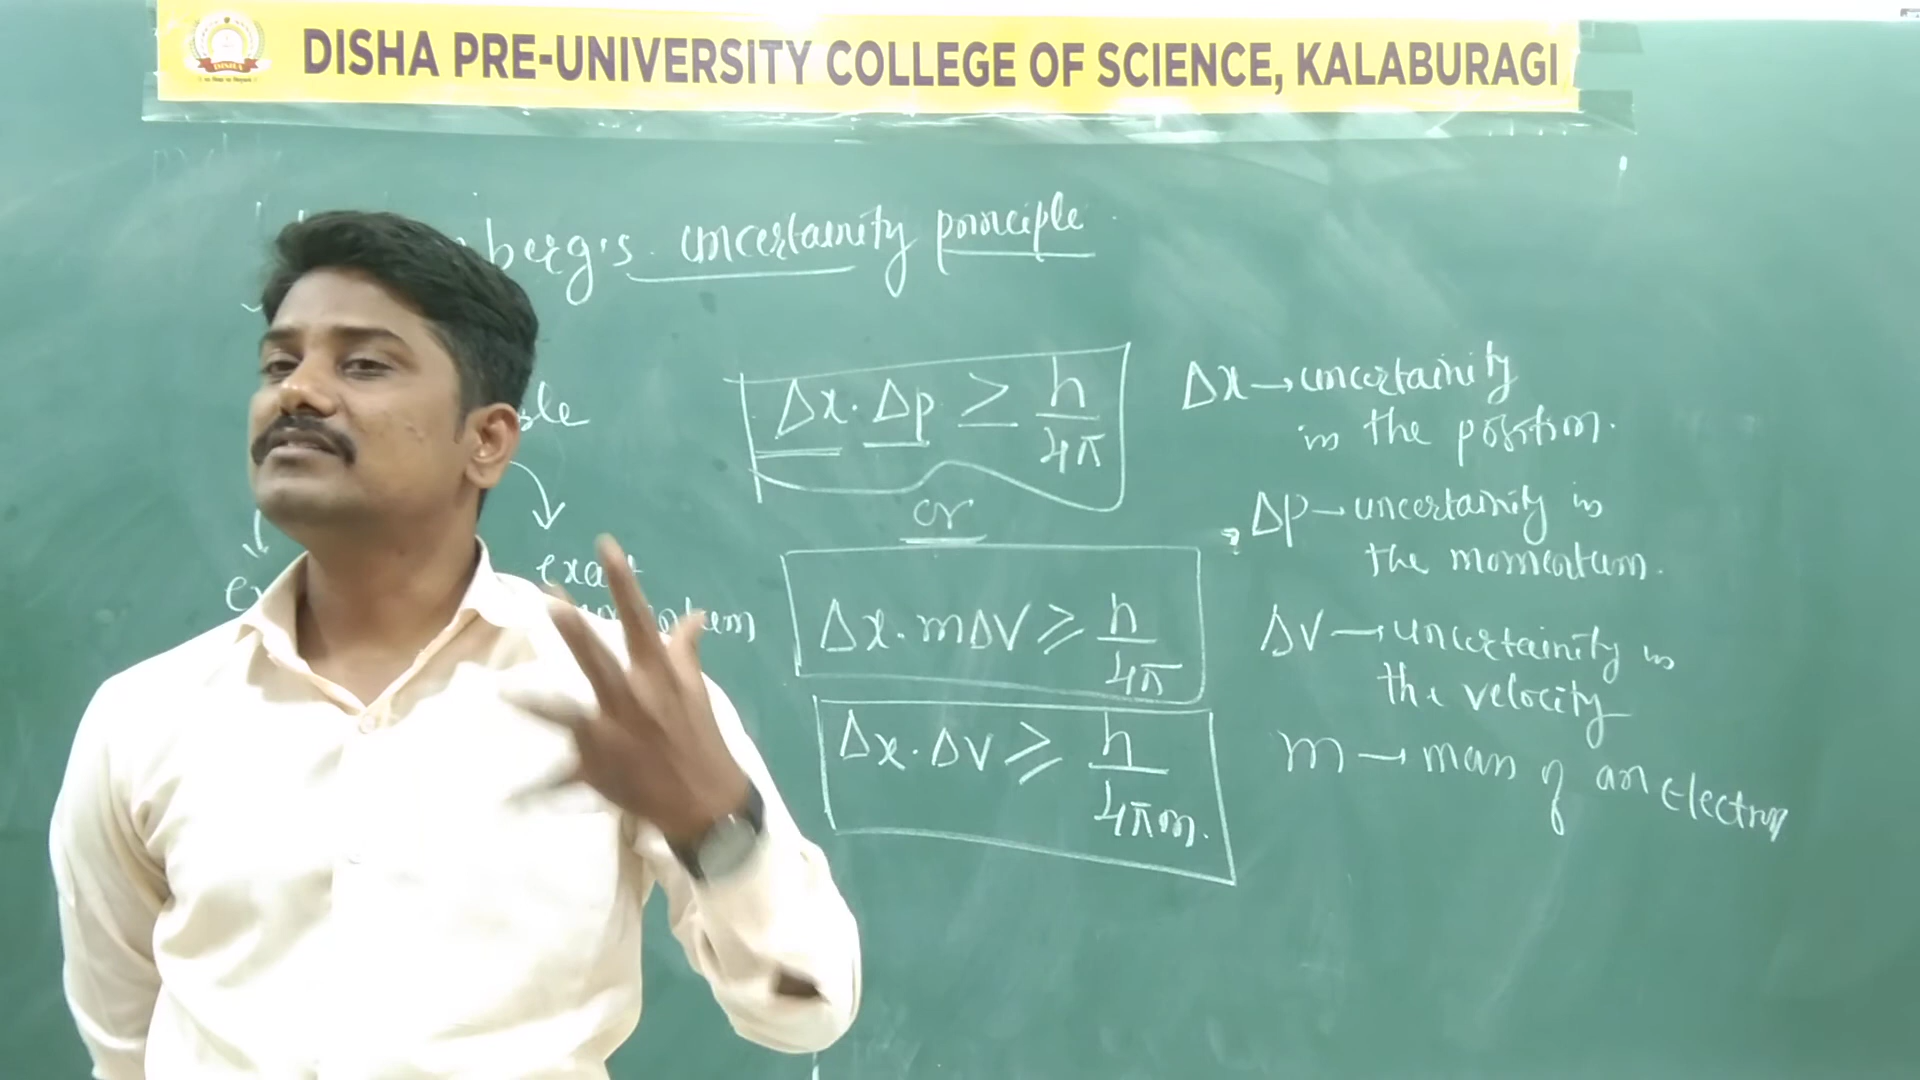 DISHA PRE-UNIVERSITY COLLEGE OF SCIENCE, KALABURAGI
DISHA
berg's uncertainity principle
Δx. Δp ≥ h/4π
or
Δx. mΔV ≥ h/4π
Δx. ΔV ≥ h/4πm.
Δx → uncertainity
in the position.
Δp → uncertainity in
the momentum.
ΔV → uncertainity in
the velocity
m → mass of an electron